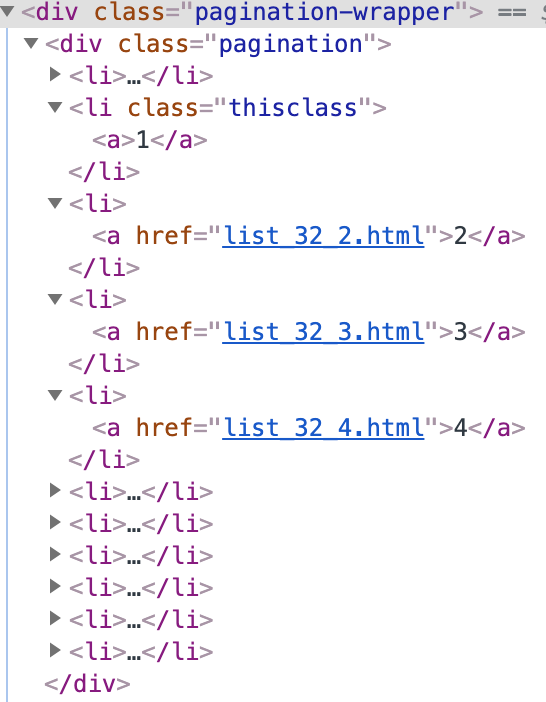 <div class="pagination-wrapper"> ==
<div class="pagination">
<li>…</li>
<li class="thisclass">
<a>1</a>
</li>
<li>
<a href="list_32_2.html">2</a>
</li>
<li>
<a href="list_32_3.html">3</a>
</li>
<li>
<a href="list_32_4.html">4</a>
</li>
<li>…</li>
<li>…</li>
<li>…</li>
<li>…</li>
<li>…</li>
<li>…</li>
</div>